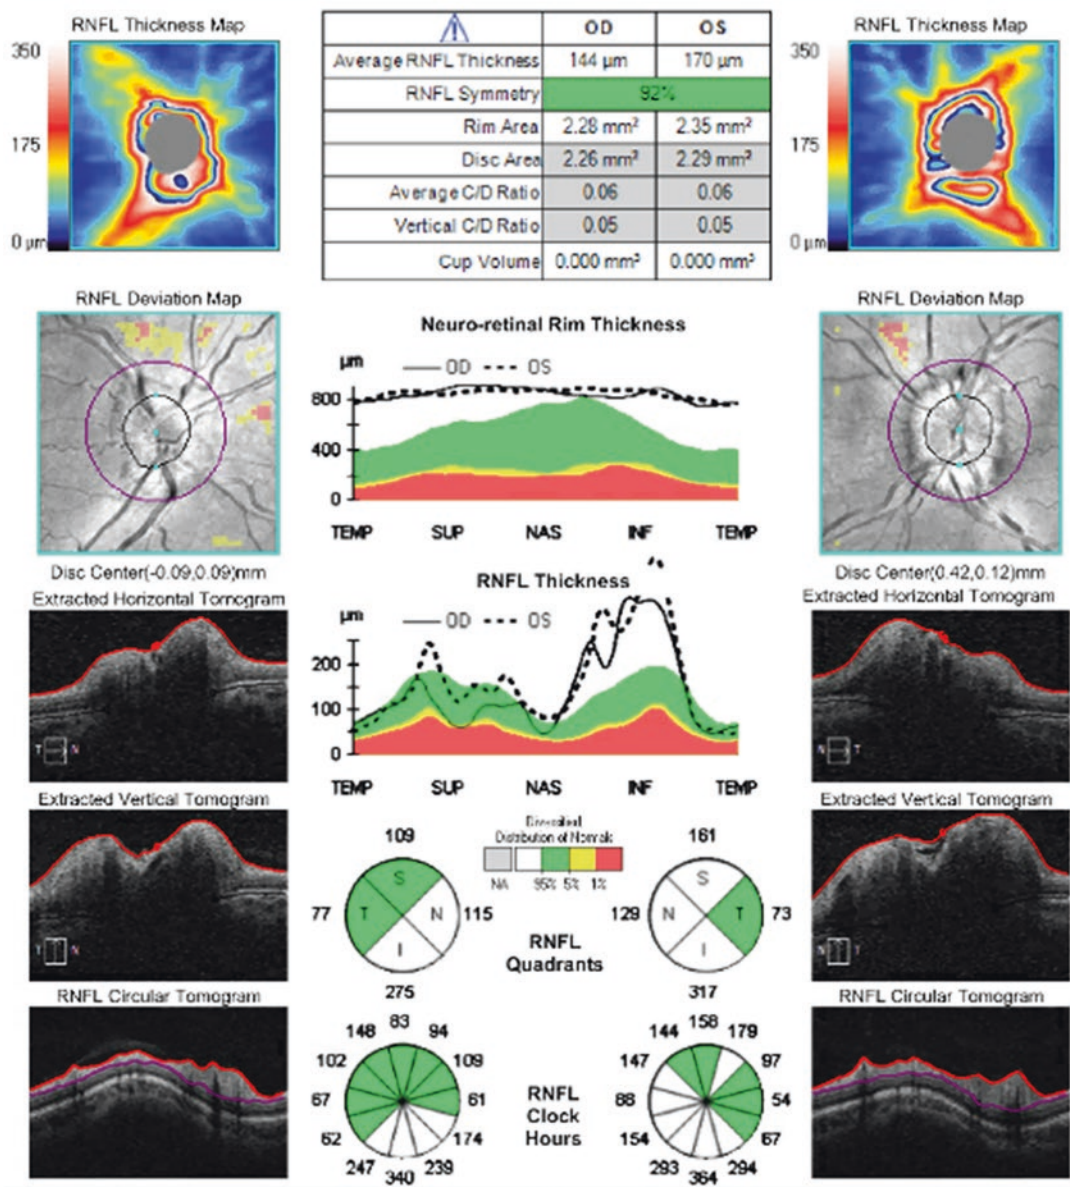 RNFL Thickness Map
350
175
0 µm
OD OS
Average RNFL Thickness 144 µm 170 µm
RNFL Symmetry 92%
Rim Area 2.28 mm² 2.35 mm²
Disc Area 2.26 mm² 2.29 mm²
Average C/D Ratio 0.06 0.06
Vertical C/D Ratio 0.05 0.05
Cup Volume 0.000 mm³ 0.000 mm³
RNFL Thickness Map
350
175
0 µm
RNFL Deviation Map
Disc Center(-0.09,0.09)mm
Neuro-retinal Rim Thickness
µm
OD OS
800
400
0
TEMP SUP NAS INF TEMP
RNFL Deviation Map
Disc Center(0.42,0.12)mm
Extracted Horizontal Tomogram
T N
RNFL Thickness
µm
OD OS
200
100
0
TEMP SUP NAS INF TEMP
Extracted Horizontal Tomogram
N T
Extracted Vertical Tomogram
T N
Diversified
Distribution of Normals
NA 95% 5% 1%
109
S
77 T N 115
I
275
RNFL
Quadrants
161
S
129 N T 73
I
317
Extracted Vertical Tomogram
N T
RNFL Circular Tomogram
148 83 94
102 109
67 61
62 174
247 340 239
RNFL
Clock
Hours
144 158 179
147 97
88 54
154 67
293 364 294
RNFL Circular Tomogram